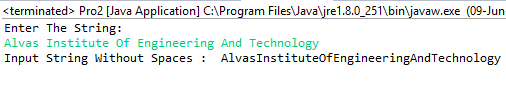 <terminated> Pro2 [Java Application] C:\Program Files\Java\jre1.8.0_251\bin\javaw.exe (09-Jun
Enter The String:
Alvas Institute Of Engineering And Technology
Input String Without Spaces :  AlvasInstituteOfEngineeringAndTechnology